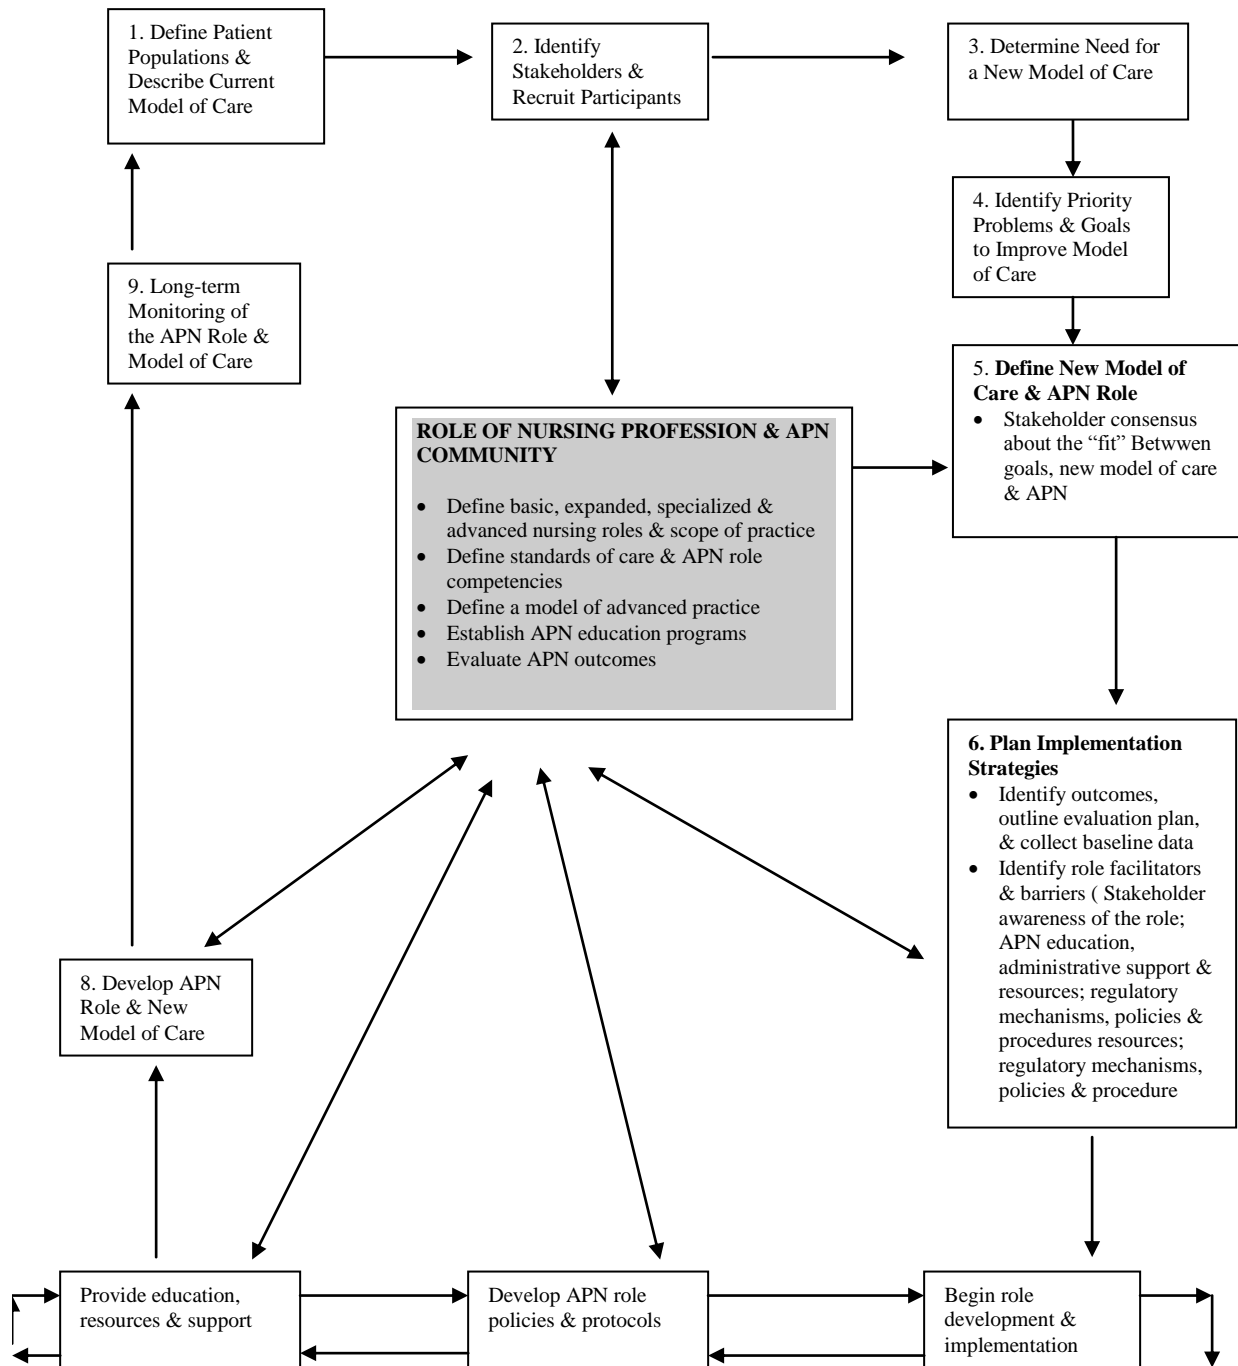 1. Define Patient
Populations &
Describe Current
Model of Care
2. Identify
Stakeholders &
Recruit Participants
3. Determine Need for
a New Model of Care
4. Identify Priority
Problems & Goals
to Improve Model
of Care
9. Long-term
Monitoring of
the APN Role &
Model of Care
5. Define New Model of
Care & APN Role
• Stakeholder consensus
about the “fit” Betwwen
goals, new model of care
& APN
ROLE OF NURSING PROFESSION & APN
COMMUNITY
• Define basic, expanded, specialized &
advanced nursing roles & scope of practice
• Define standards of care & APN role
competencies
• Define a model of advanced practice
• Establish APN education programs
• Evaluate APN outcomes
6. Plan Implementation
Strategies
• Identify outcomes,
outline evaluation plan,
& collect baseline data
• Identify role facilitators
& barriers ( Stakeholder
awareness of the role;
APN education,
administrative support &
resources; regulatory
mechanisms, policies &
procedures resources;
regulatory mechanisms,
policies & procedure
8. Develop APN
Role & New
Model of Care
Provide education,
resources & support
Develop APN role
policies & protocols
Begin role
development &
implementation